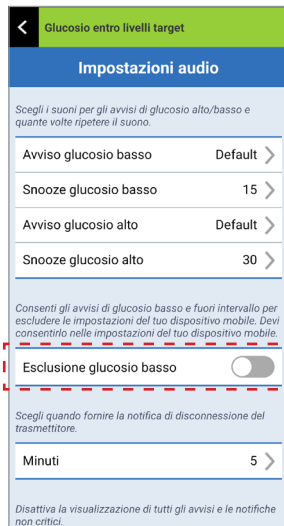 Glucosio entro livelli target
Impostazioni audio
Scegli i suoni per gli avvisi di glucosio alto/basso e
quante volte ripetere il suono.
Avviso glucosio basso Default
Snooze glucosio basso 15
Avviso glucosio alto Default
Snooze glucosio alto 30
Consenti gli avvisi di glucosio basso e fuori intervallo per
escludere le impostazioni del tuo dispositivo mobile. Devi
consentirlo nelle impostazioni del tuo dispositivo mobile.
Esclusione glucosio basso
Scegli quando fornire la notifica di disconnessione del
trasmettitore.
Minuti 5
Disattiva la visualizzazione di tutti gli avvisi e le notifiche
non critici.